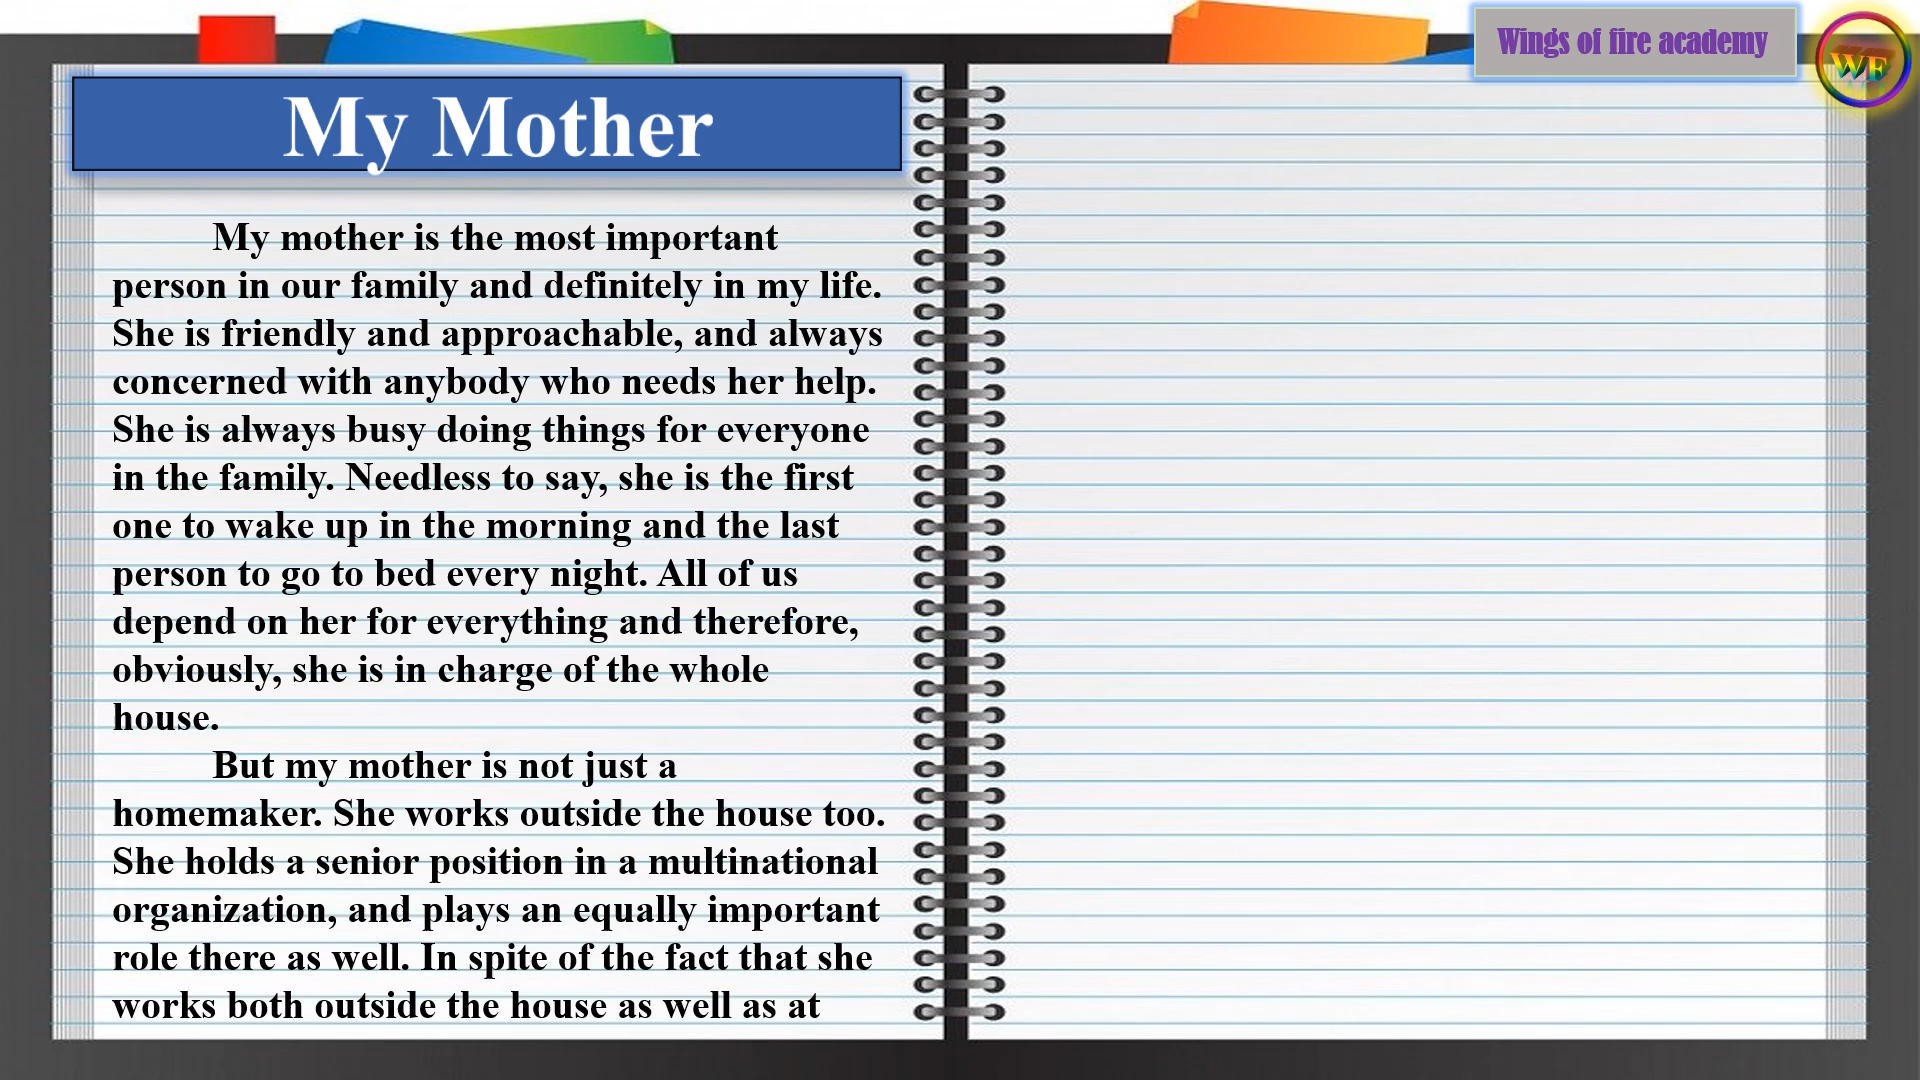 Wings of fire academy
WF
My Mother
My mother is the most important
person in our family and definitely in my life.
She is friendly and approachable, and always
concerned with anybody who needs her help.
She is always busy doing things for everyone
in the family. Needless to say, she is the first
one to wake up in the morning and the last
person to go to bed every night. All of us
depend on her for everything and therefore,
obviously, she is in charge of the whole
house.
But my mother is not just a
homemaker. She works outside the house too.
She holds a senior position in a multinational
organization, and plays an equally important
role there as well. In spite of the fact that she
works both outside the house as well as at